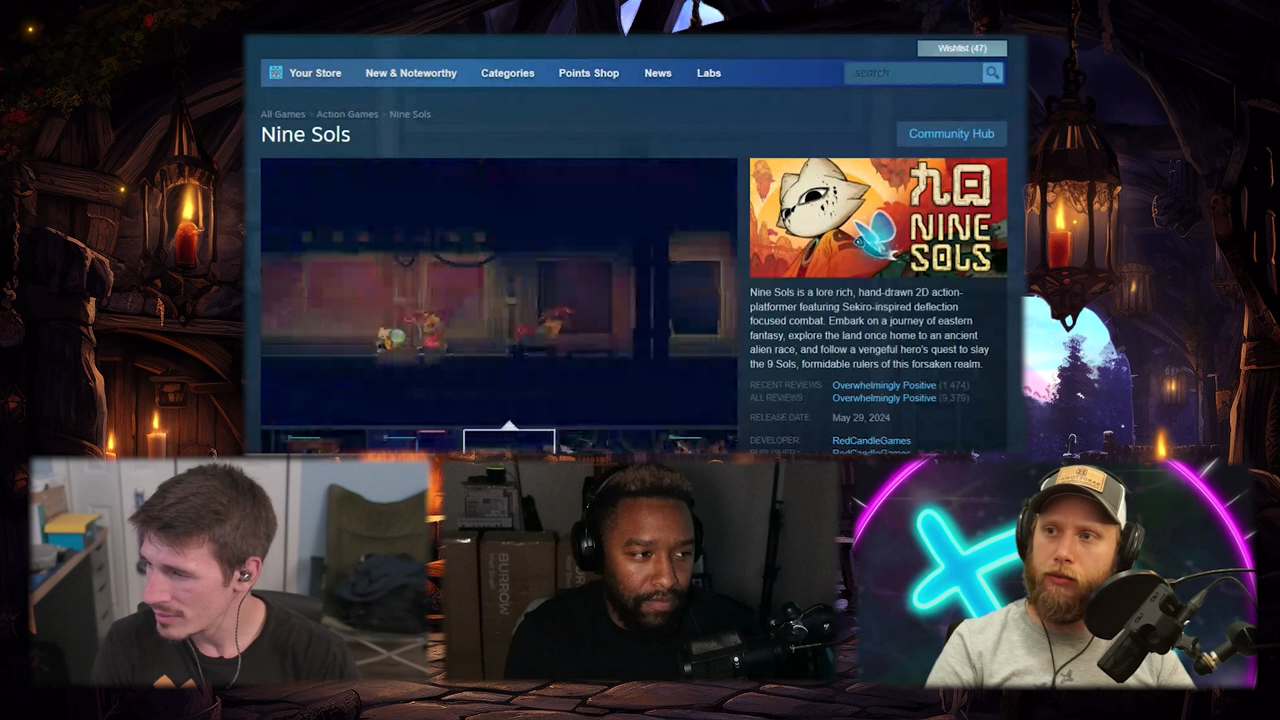 Wishlist (47)
Your Store
New & Noteworthy
Categories
Points Shop
News
Labs
search
All Games > Action Games > Nine Sols
Nine Sols
Community Hub
九日
NINE
SOLS
Nine Sols is a lore rich, hand-drawn 2D action-
platformer featuring Sekiro-inspired deflection
focused combat. Embark on a journey of eastern
fantasy, explore the land once home to an ancient
alien race, and follow a vengeful hero's quest to slay
the 9 Sols, formidable rulers of this forsaken realm.
RECENT REVIEWS: Overwhelmingly Positive (1,474)
ALL REVIEWS: Overwhelmingly Positive (9,379)
RELEASE DATE: May 29, 2024
DEVELOPER: RedCandleGames
PUBLISHER: RedCandleGames
BURROW